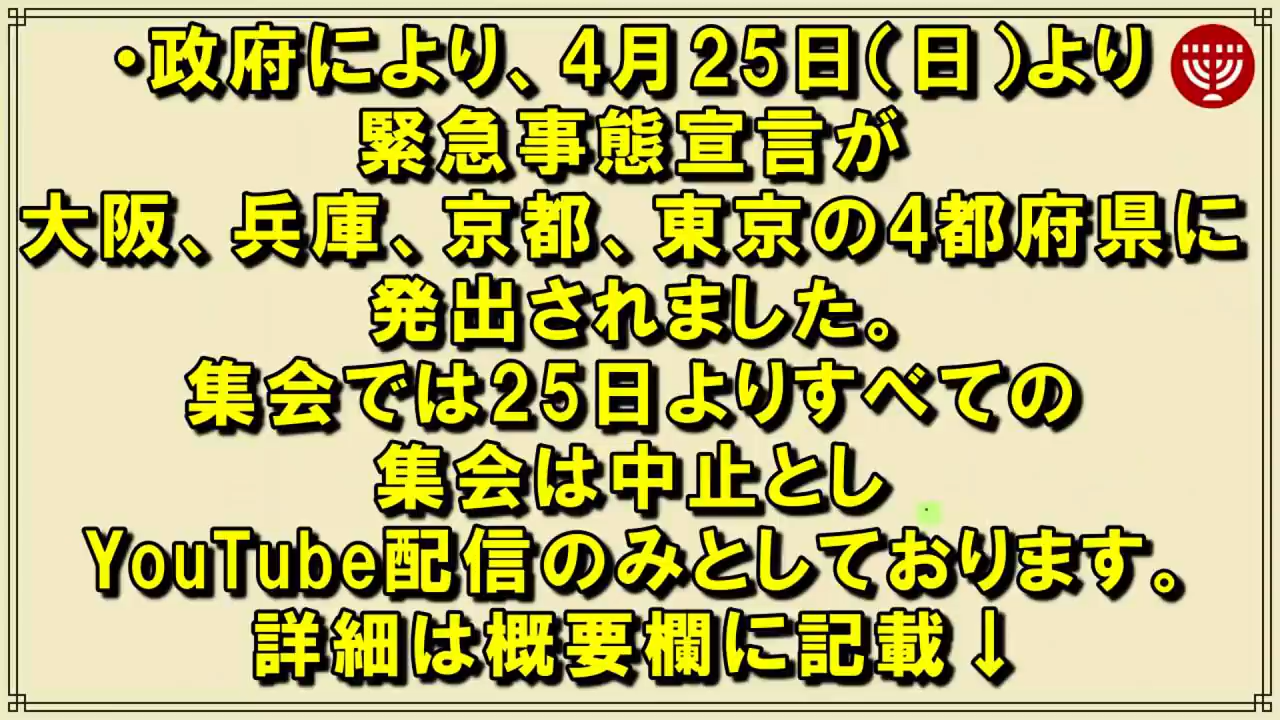 ・政府により、4月25日(日)より
緊急事態宣言が
大阪、兵庫、京都、東京の4都府県に
発出されました。
集会では25日よりすべての
集会は中止とし
YouTube配信のみとしております。
詳細は概要欄に記載↓